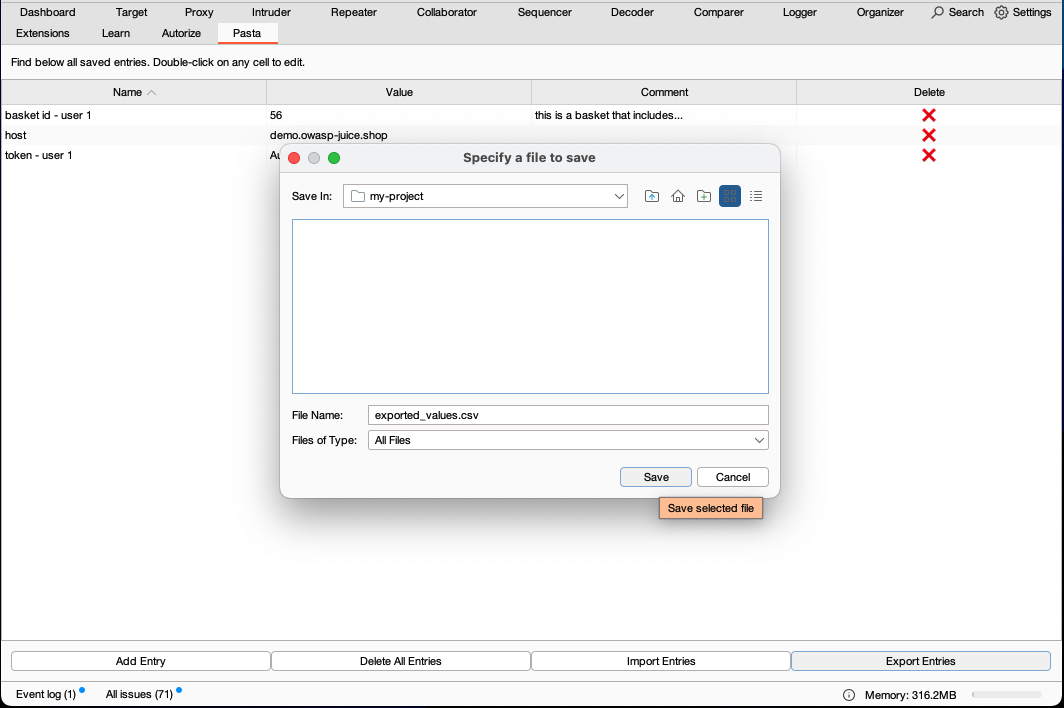 Dashboard Target Proxy Intruder Repeater Collaborator Sequencer Decoder Comparer Logger Organizer Search Settings
Extensions Learn Autorize Pasta
Find below all saved entries. Double-click on any cell to edit.
Name Value Comment Delete
basket id - user 1 56 this is a basket that includes...
host demo.owasp-juice.shop
token - user 1
Specify a file to save
Save In: my-project
File Name: exported_values.csv
Files of Type: All Files
Save Cancel
Save selected file
Add Entry Delete All Entries Import Entries Export Entries
Event log (1) All issues (71) Memory: 316.2MB